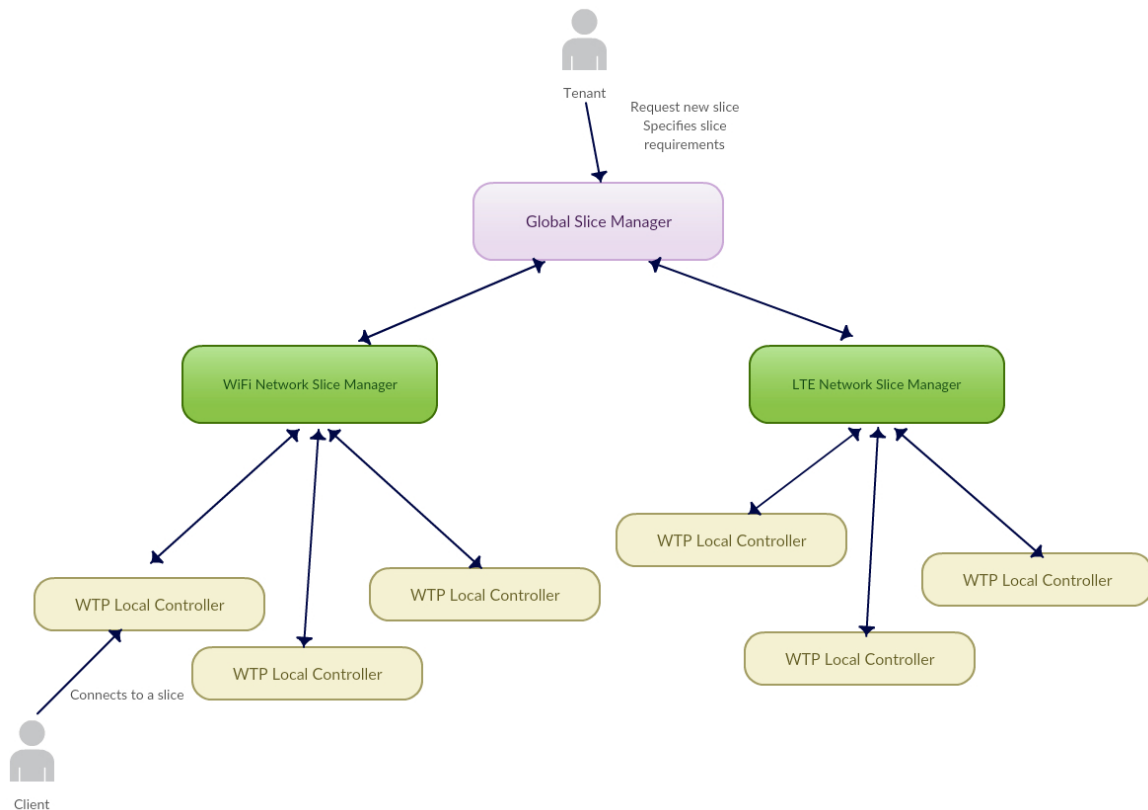 Tenant
Request new slice
Specifies slice
requirements
Global Slice Manager
WiFi Network Slice Manager
LTE Network Slice Manager
WTP Local Controller
WTP Local Controller
WTP Local Controller
WTP Local Controller
WTP Local Controller
WTP Local Controller
Connects to a slice
Client